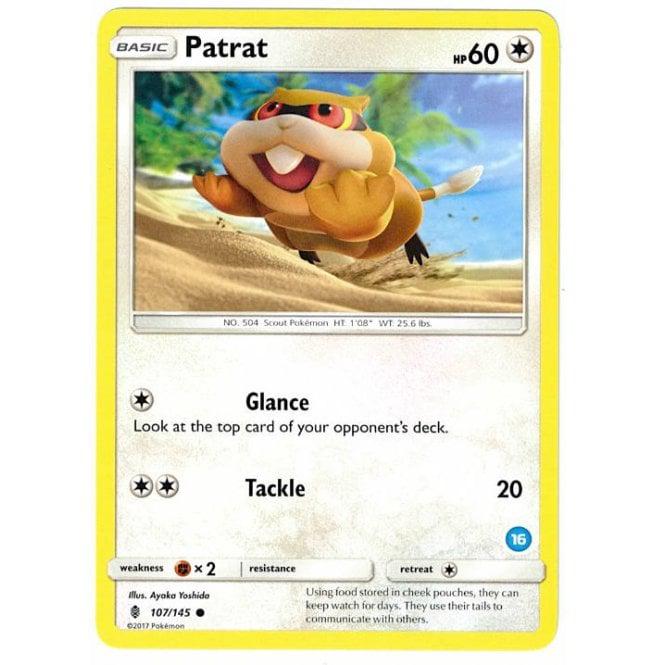 BASIC Patrat HP60
NO. 504 Scout Pokémon HT 1'08" WT 25.6 lbs.
Glance
Look at the top card of your opponent's deck.
Tackle 20
16
weakness × 2 resistance retreat
Illus. Ayaka Yoshida
107/145
©2017 Pokémon
Using food stored in cheek pouches, they can
keep watch for days. They use their tails to
communicate with others.